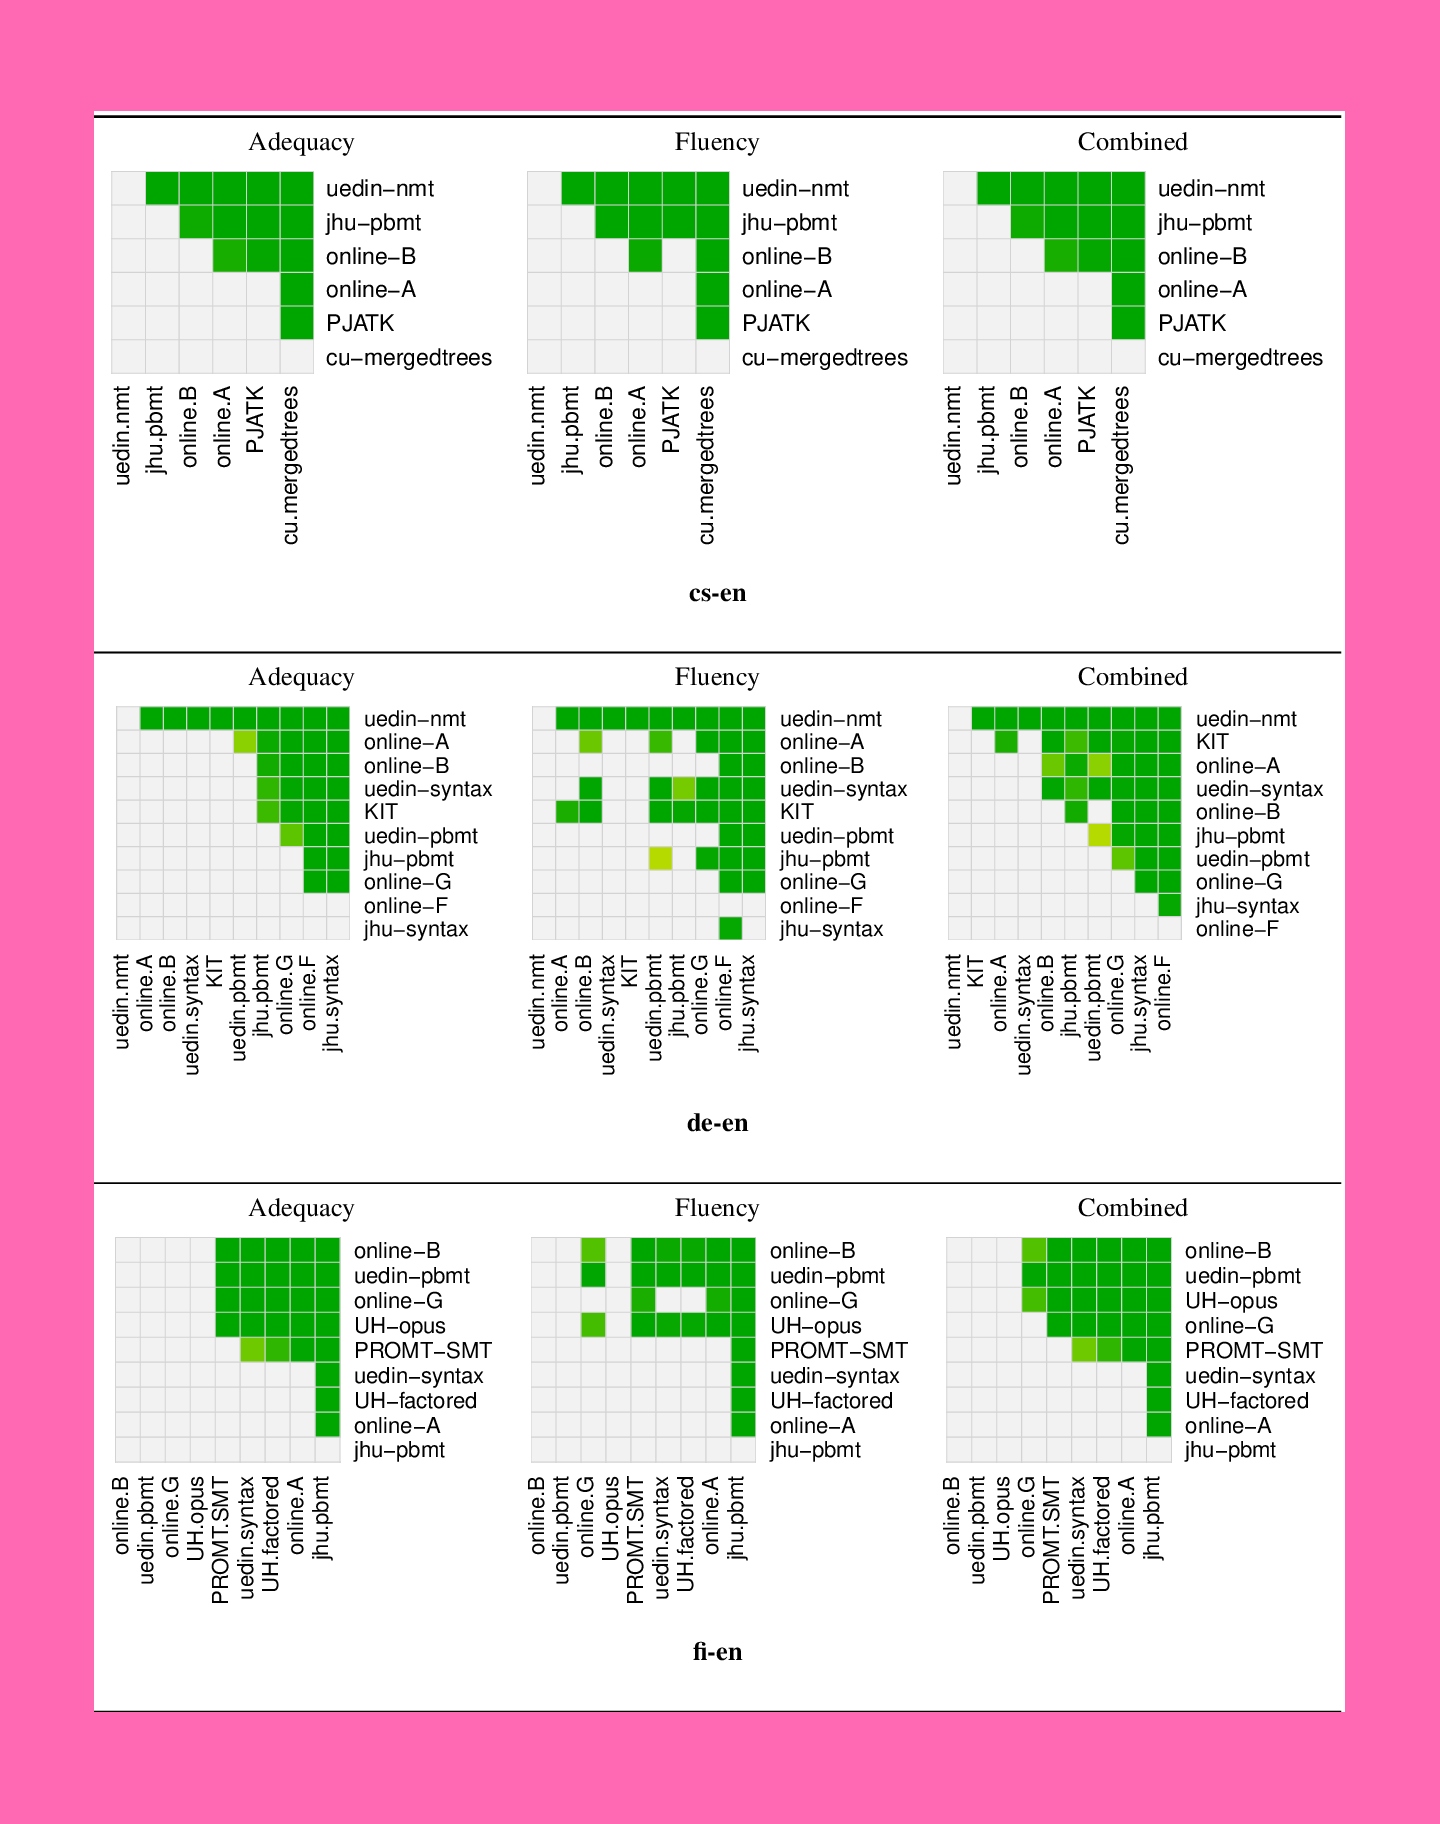 Adequacy Fluency Combined
uedin−nmt uedin−nmt uedin−nmt
jhu−pbmt jhu−pbmt jhu−pbmt
online−B online−B online−B
online−A online−A online−A
PJATK PJATK PJATK
cu−mergedtrees cu−mergedtrees cu−mergedtrees
uedin.nmt jhu.pbmt online.B online.A PJATK cu.mergedtrees uedin.nmt jhu.pbmt online.B online.A PJATK cu.mergedtrees uedin.nmt jhu.pbmt online.B online.A PJATK cu.mergedtrees
cs-en
Adequacy Fluency Combined
uedin−nmt uedin−nmt uedin−nmt
online−A online−A KIT
online−B online−B online−A
uedin−syntax uedin−syntax uedin−syntax
KIT KIT online−B
uedin−pbmt uedin−pbmt jhu−pbmt
jhu−pbmt jhu−pbmt uedin−pbmt
online−G online−G online−G
online−F online−F jhu−syntax
jhu−syntax jhu−syntax online−F
uedin.nmt online.A online.B uedin.syntax KIT uedin.pbmt jhu.pbmt online.G online.F jhu.syntax uedin.nmt online.A online.B uedin.syntax KIT uedin.pbmt jhu.pbmt online.G online.F jhu.syntax uedin.nmt KIT online.A uedin.syntax online.B jhu.pbmt uedin.pbmt online.G jhu.syntax online.F
de-en
Adequacy Fluency Combined
online−B online−B online−B
uedin−pbmt uedin−pbmt uedin−pbmt
online−G online−G UH−opus
UH−opus UH−opus online−G
PROMT−SMT PROMT−SMT PROMT−SMT
uedin−syntax uedin−syntax uedin−syntax
UH−factored UH−factored UH−factored
online−A online−A online−A
jhu−pbmt jhu−pbmt jhu−pbmt
online.B uedin.pbmt online.G UH.opus PROMT.SMT uedin.syntax UH.factored online.A jhu.pbmt online.B uedin.pbmt online.G UH.opus PROMT.SMT uedin.syntax UH.factored online.A jhu.pbmt online.B uedin.pbmt UH.opus online.G PROMT.SMT uedin.syntax UH.factored online.A jhu.pbmt
fi-en